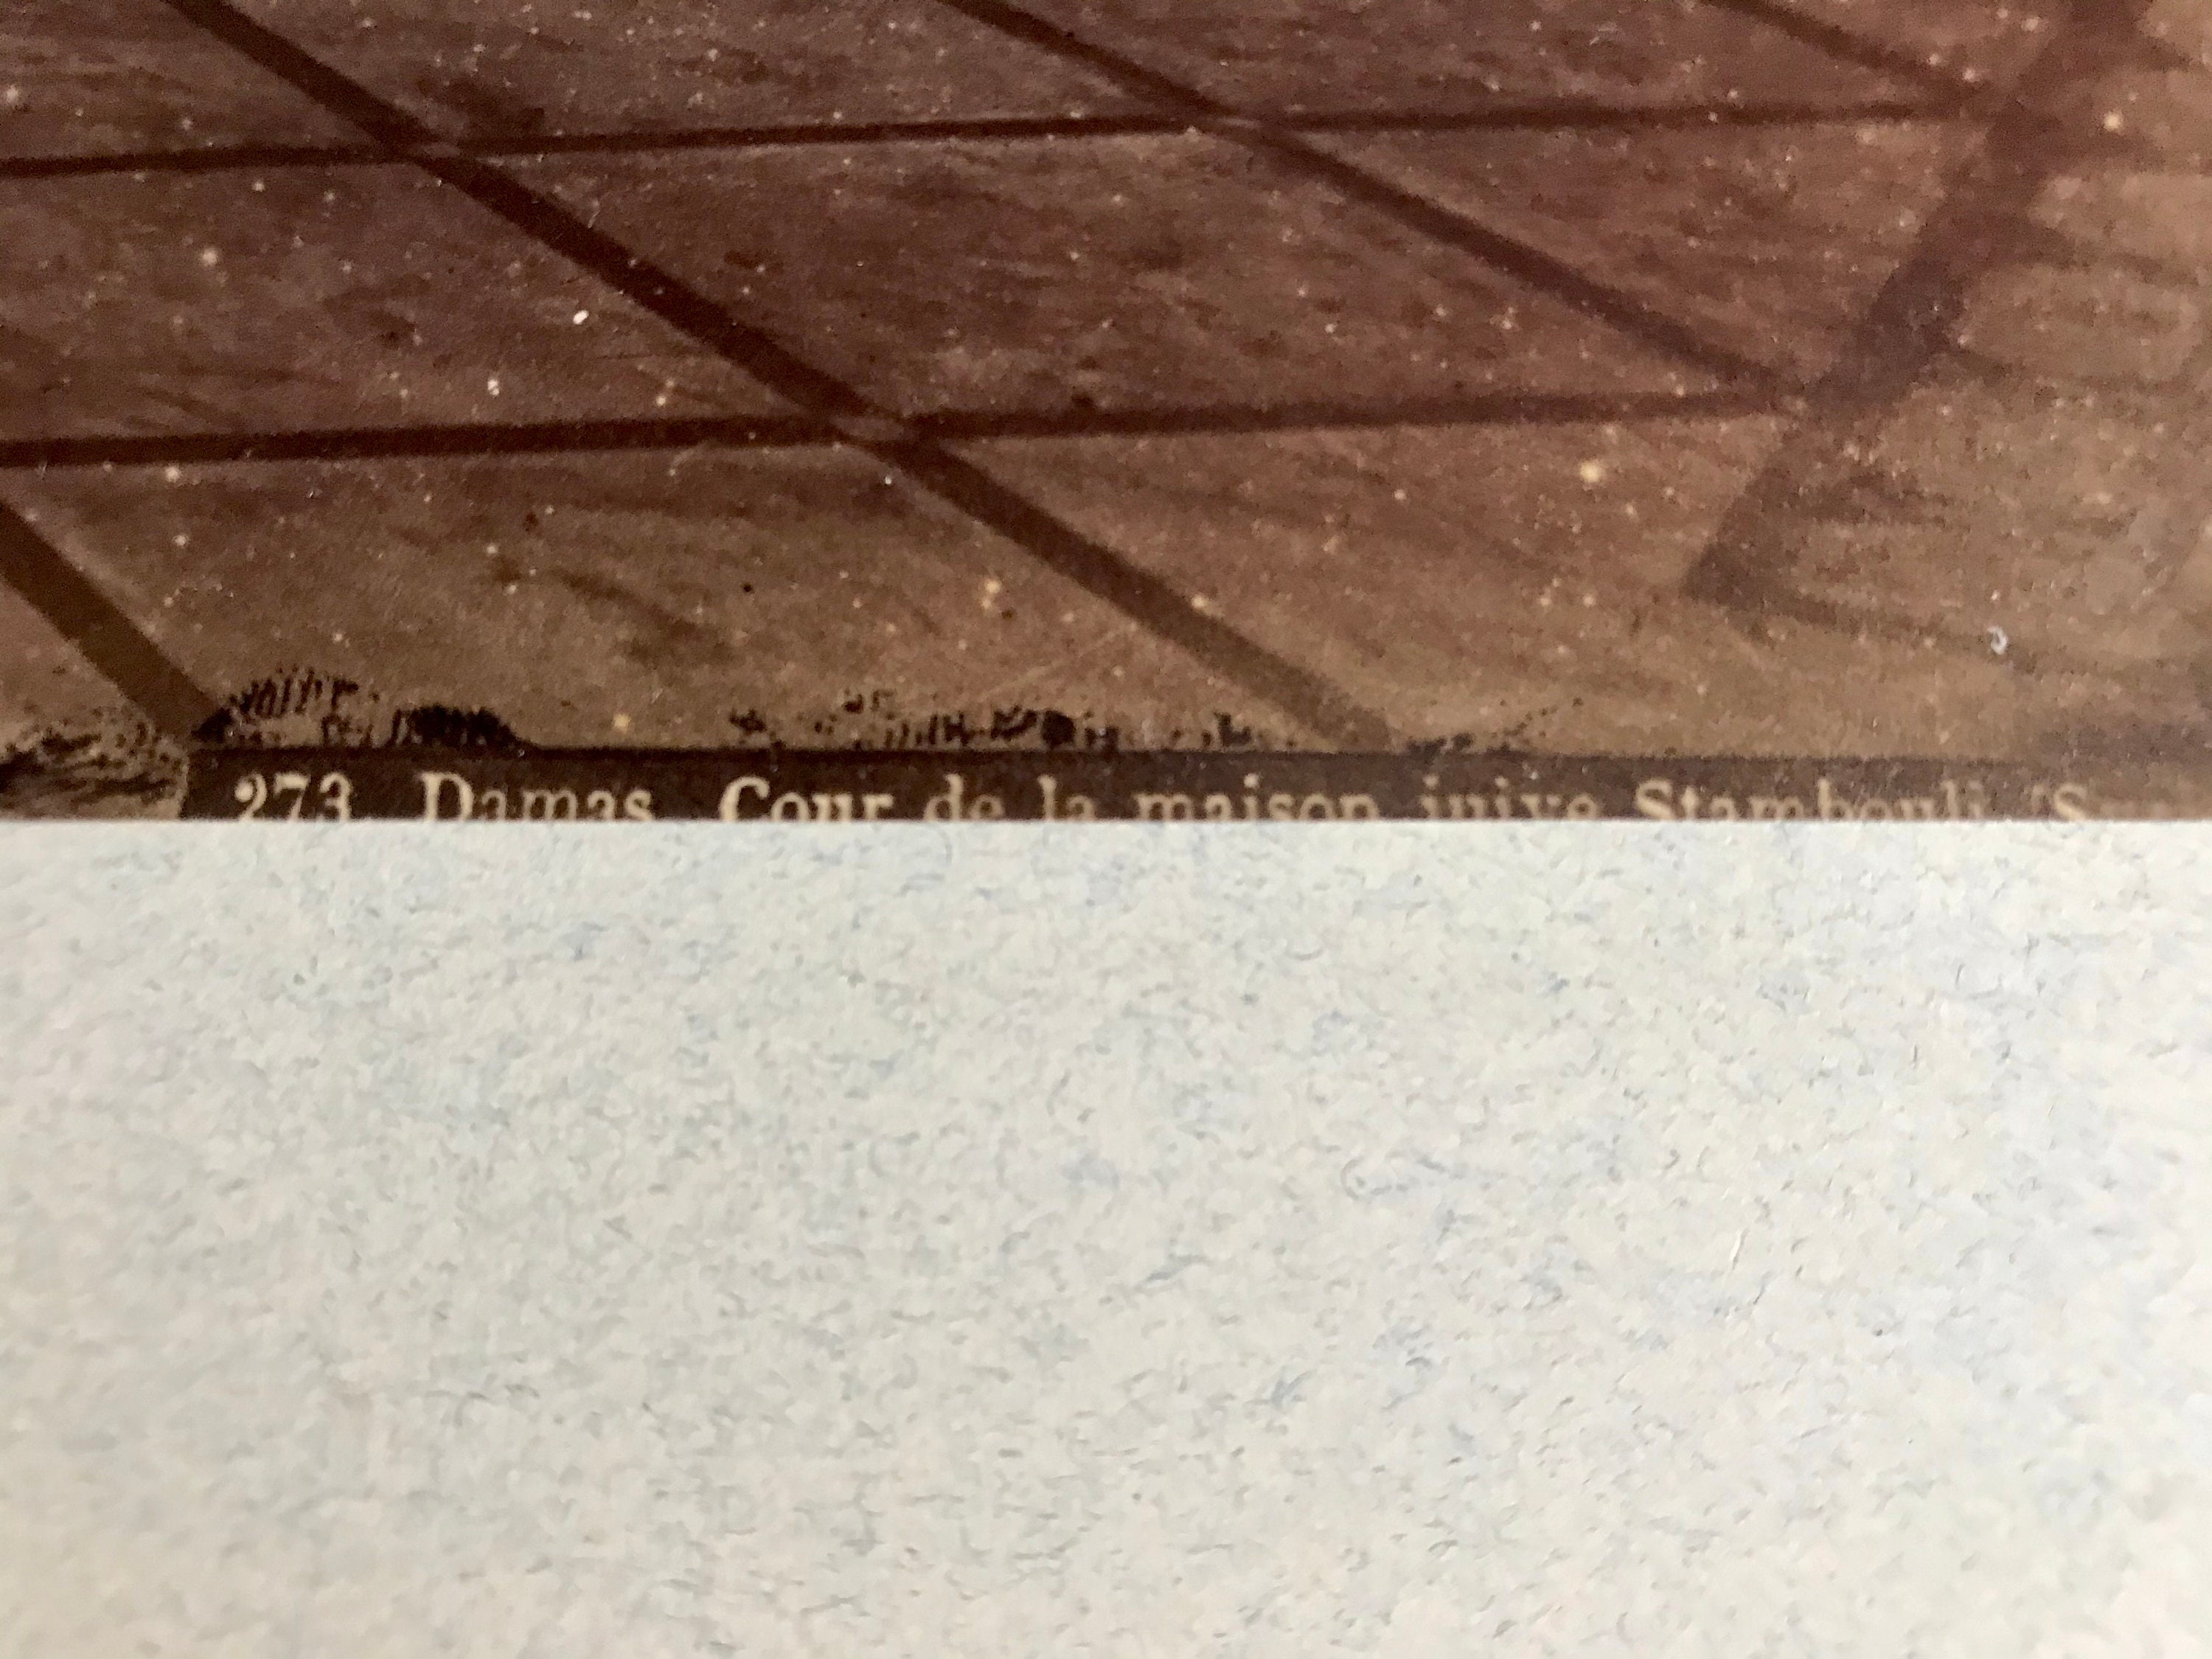 273. Damas. Cour de la maison juive Stambouli